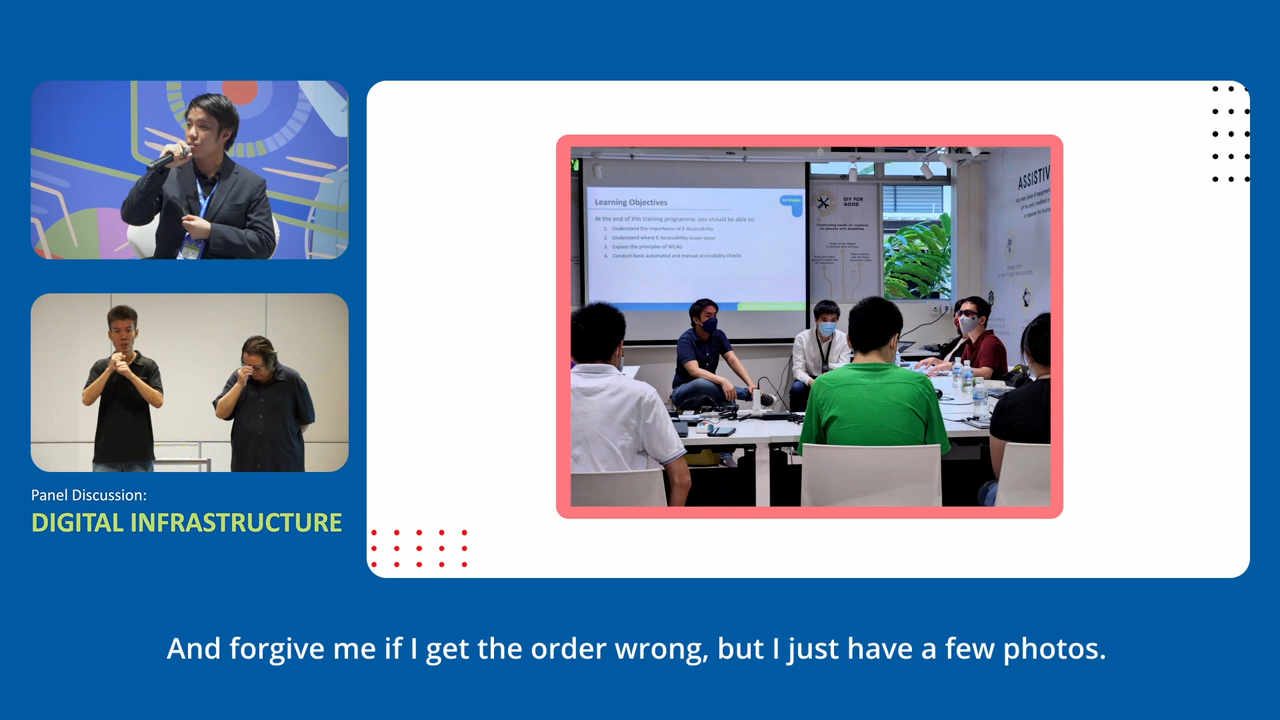 Panel Discussion:
DIGITAL INFRASTRUCTURE
Learning Objectives
At the end of this training programme, you should be able to:
1. Understand the importance of E-Accessibility
2. Understand where E-Accessibility issues occur
3. Explain the principles of WCAG
4. Conduct basic automated and manual accessibility checks
DIY FOR
GOOD
ASSISTIV
And forgive me if I get the order wrong, but I just have a few photos.